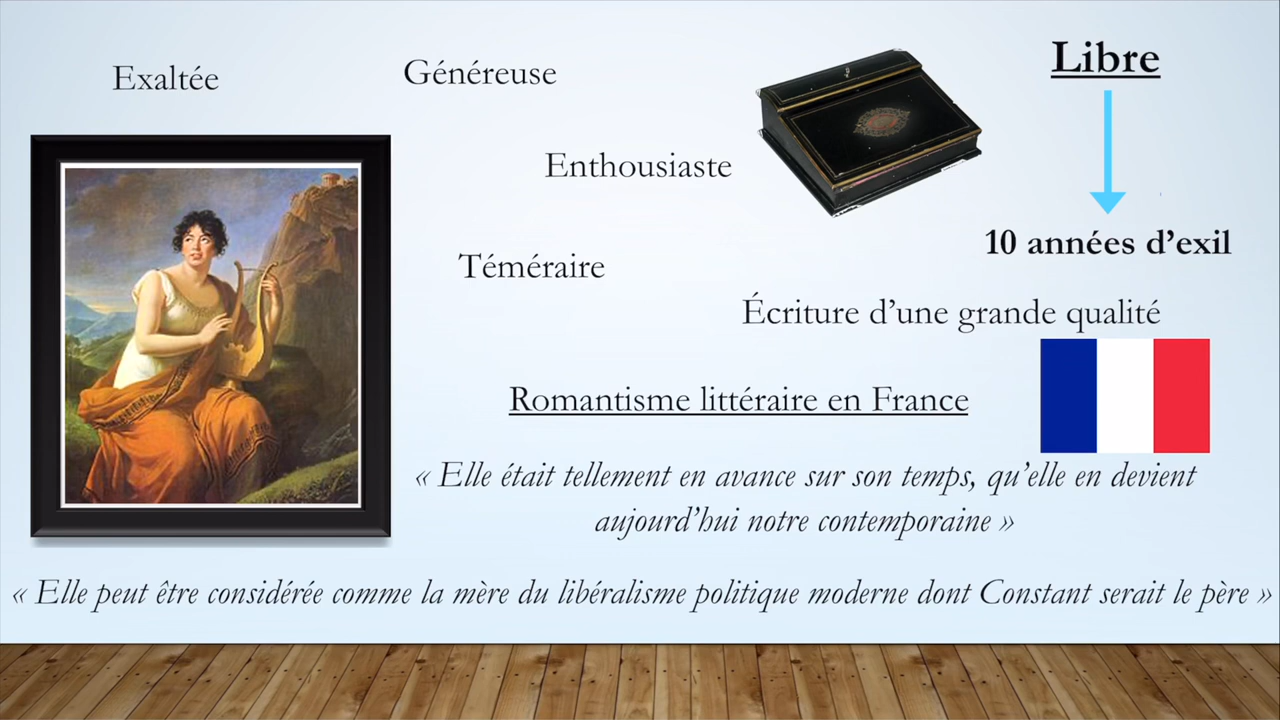 Exaltée
Généreuse
Libre
Enthousiaste
10 années d’exil
Téméraire
Écriture d’une grande qualité
Romantisme littéraire en France
« Elle était tellement en avance sur son temps, qu’elle en devient
aujourd’hui notre contemporaine »
« Elle peut être considérée comme la mère du libéralisme politique moderne dont Constant serait le père »